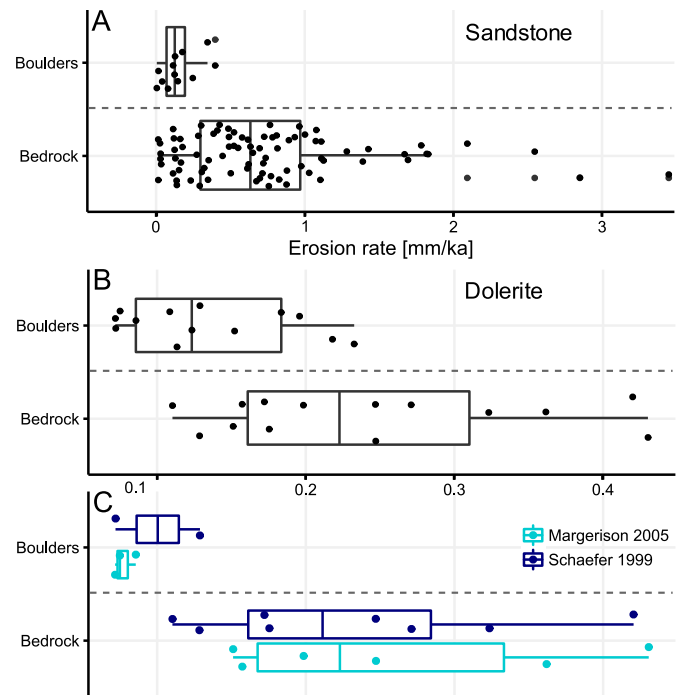 A
Sandstone
Boulders
Bedrock
0 1 2 3
Erosion rate [mm/ka]
B
Dolerite
Boulders
Bedrock
0.1 0.2 0.3 0.4
C
Margerison 2005
Schaefer 1999
Boulders
Bedrock